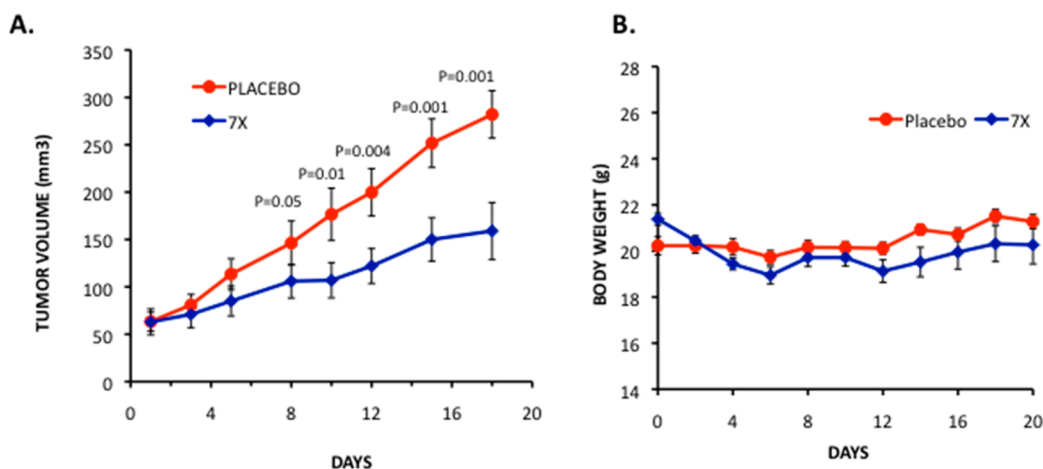 A.
350
300
250
200
150
100
50
0
TUMOR VOLUME (mm3)
PLACEBO
7X
P=0.05
P=0.01
P=0.004
P=0.001
P=0.001
0 4 8 12 16 20
DAYS
B.
28
26
24
22
20
18
16
14
BODY WEIGHT (g)
Placebo 7X
0 4 8 12 16 20
DAYS